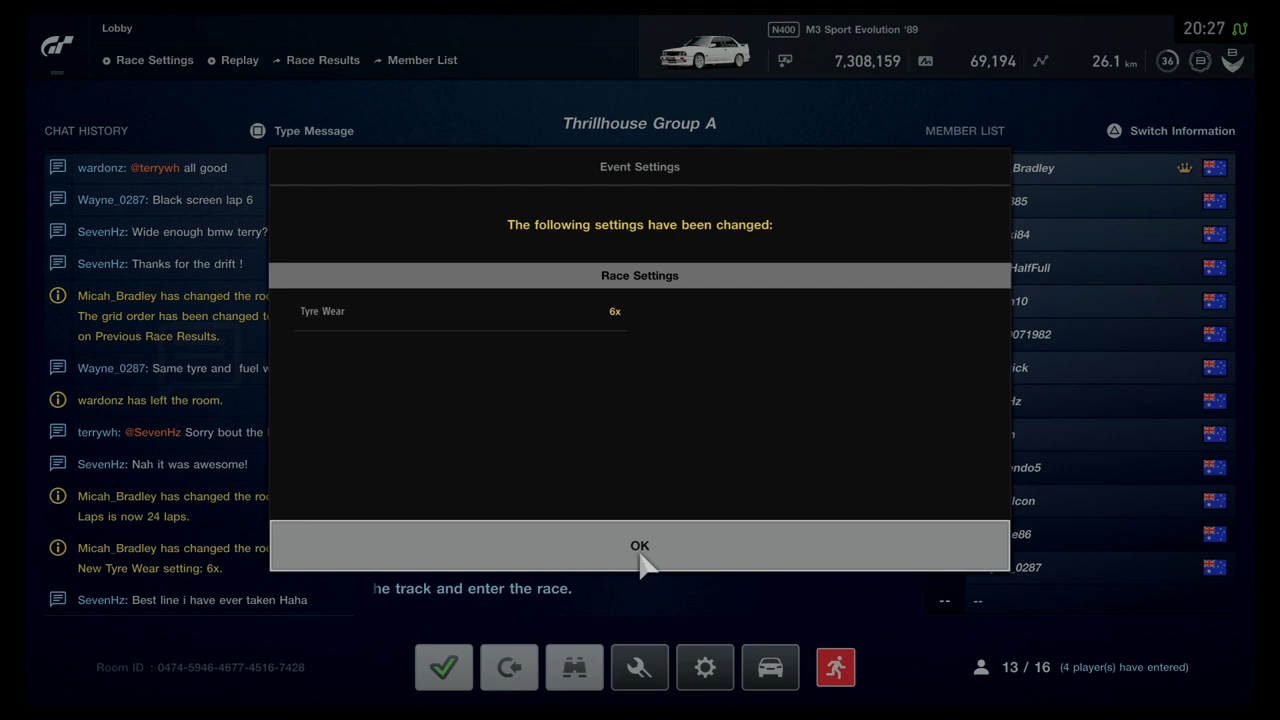 Lobby
N400 M3 Sport Evolution '89
20:27
Race Settings Replay Race Results Member List
7,308,159 69,194 26.1 km 36 B B
CHAT HISTORY Type Message
Thrillhouse Group A
MEMBER LIST Switch Information
wardonz: @terrywh all good
Wayne_0287: Black screen lap 6
SevenHz: Wide enough bmw terry?
SevenHz: Thanks for the drift !
Micah_Bradley has changed the
The grid order has been changed
on Previous Race Results.
Wayne_0287: Same tyre and fuel
wardonz has left the room.
terrywh: @SevenHz Sorry bout the
SevenHz: Nah it was awesome!
Micah_Bradley has changed the
Laps is now 24 laps.
Micah_Bradley has changed the
New Tyre Wear setting: 6x.
SevenHz: Best line i have ever taken Haha
Event Settings
The following settings have been changed:
Race Settings
Tyre Wear 6x
OK
he track and enter the race.
Bradley
385
ki84
HalfFull
n10
071982
ick
Hz
n
endo5
lcon
e86
_0287
-- --
Room ID : 0474-5946-4677-4516-7428
13 / 16 (4 player(s) have entered)